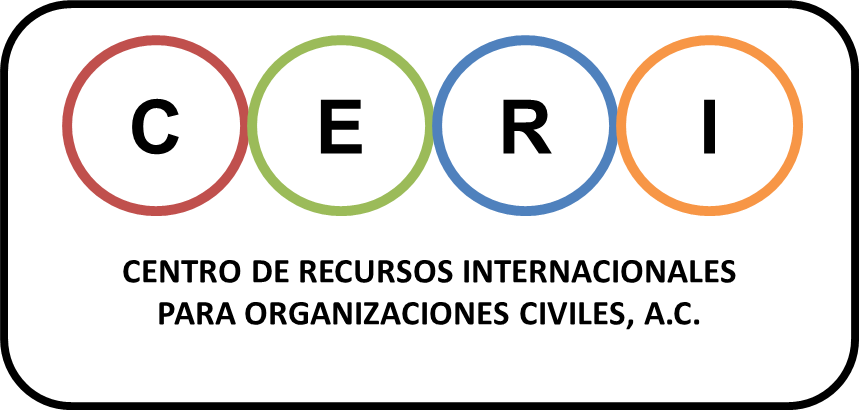 C E R I
CENTRO DE RECURSOS INTERNACIONALES
PARA ORGANIZACIONES CIVILES, A.C.